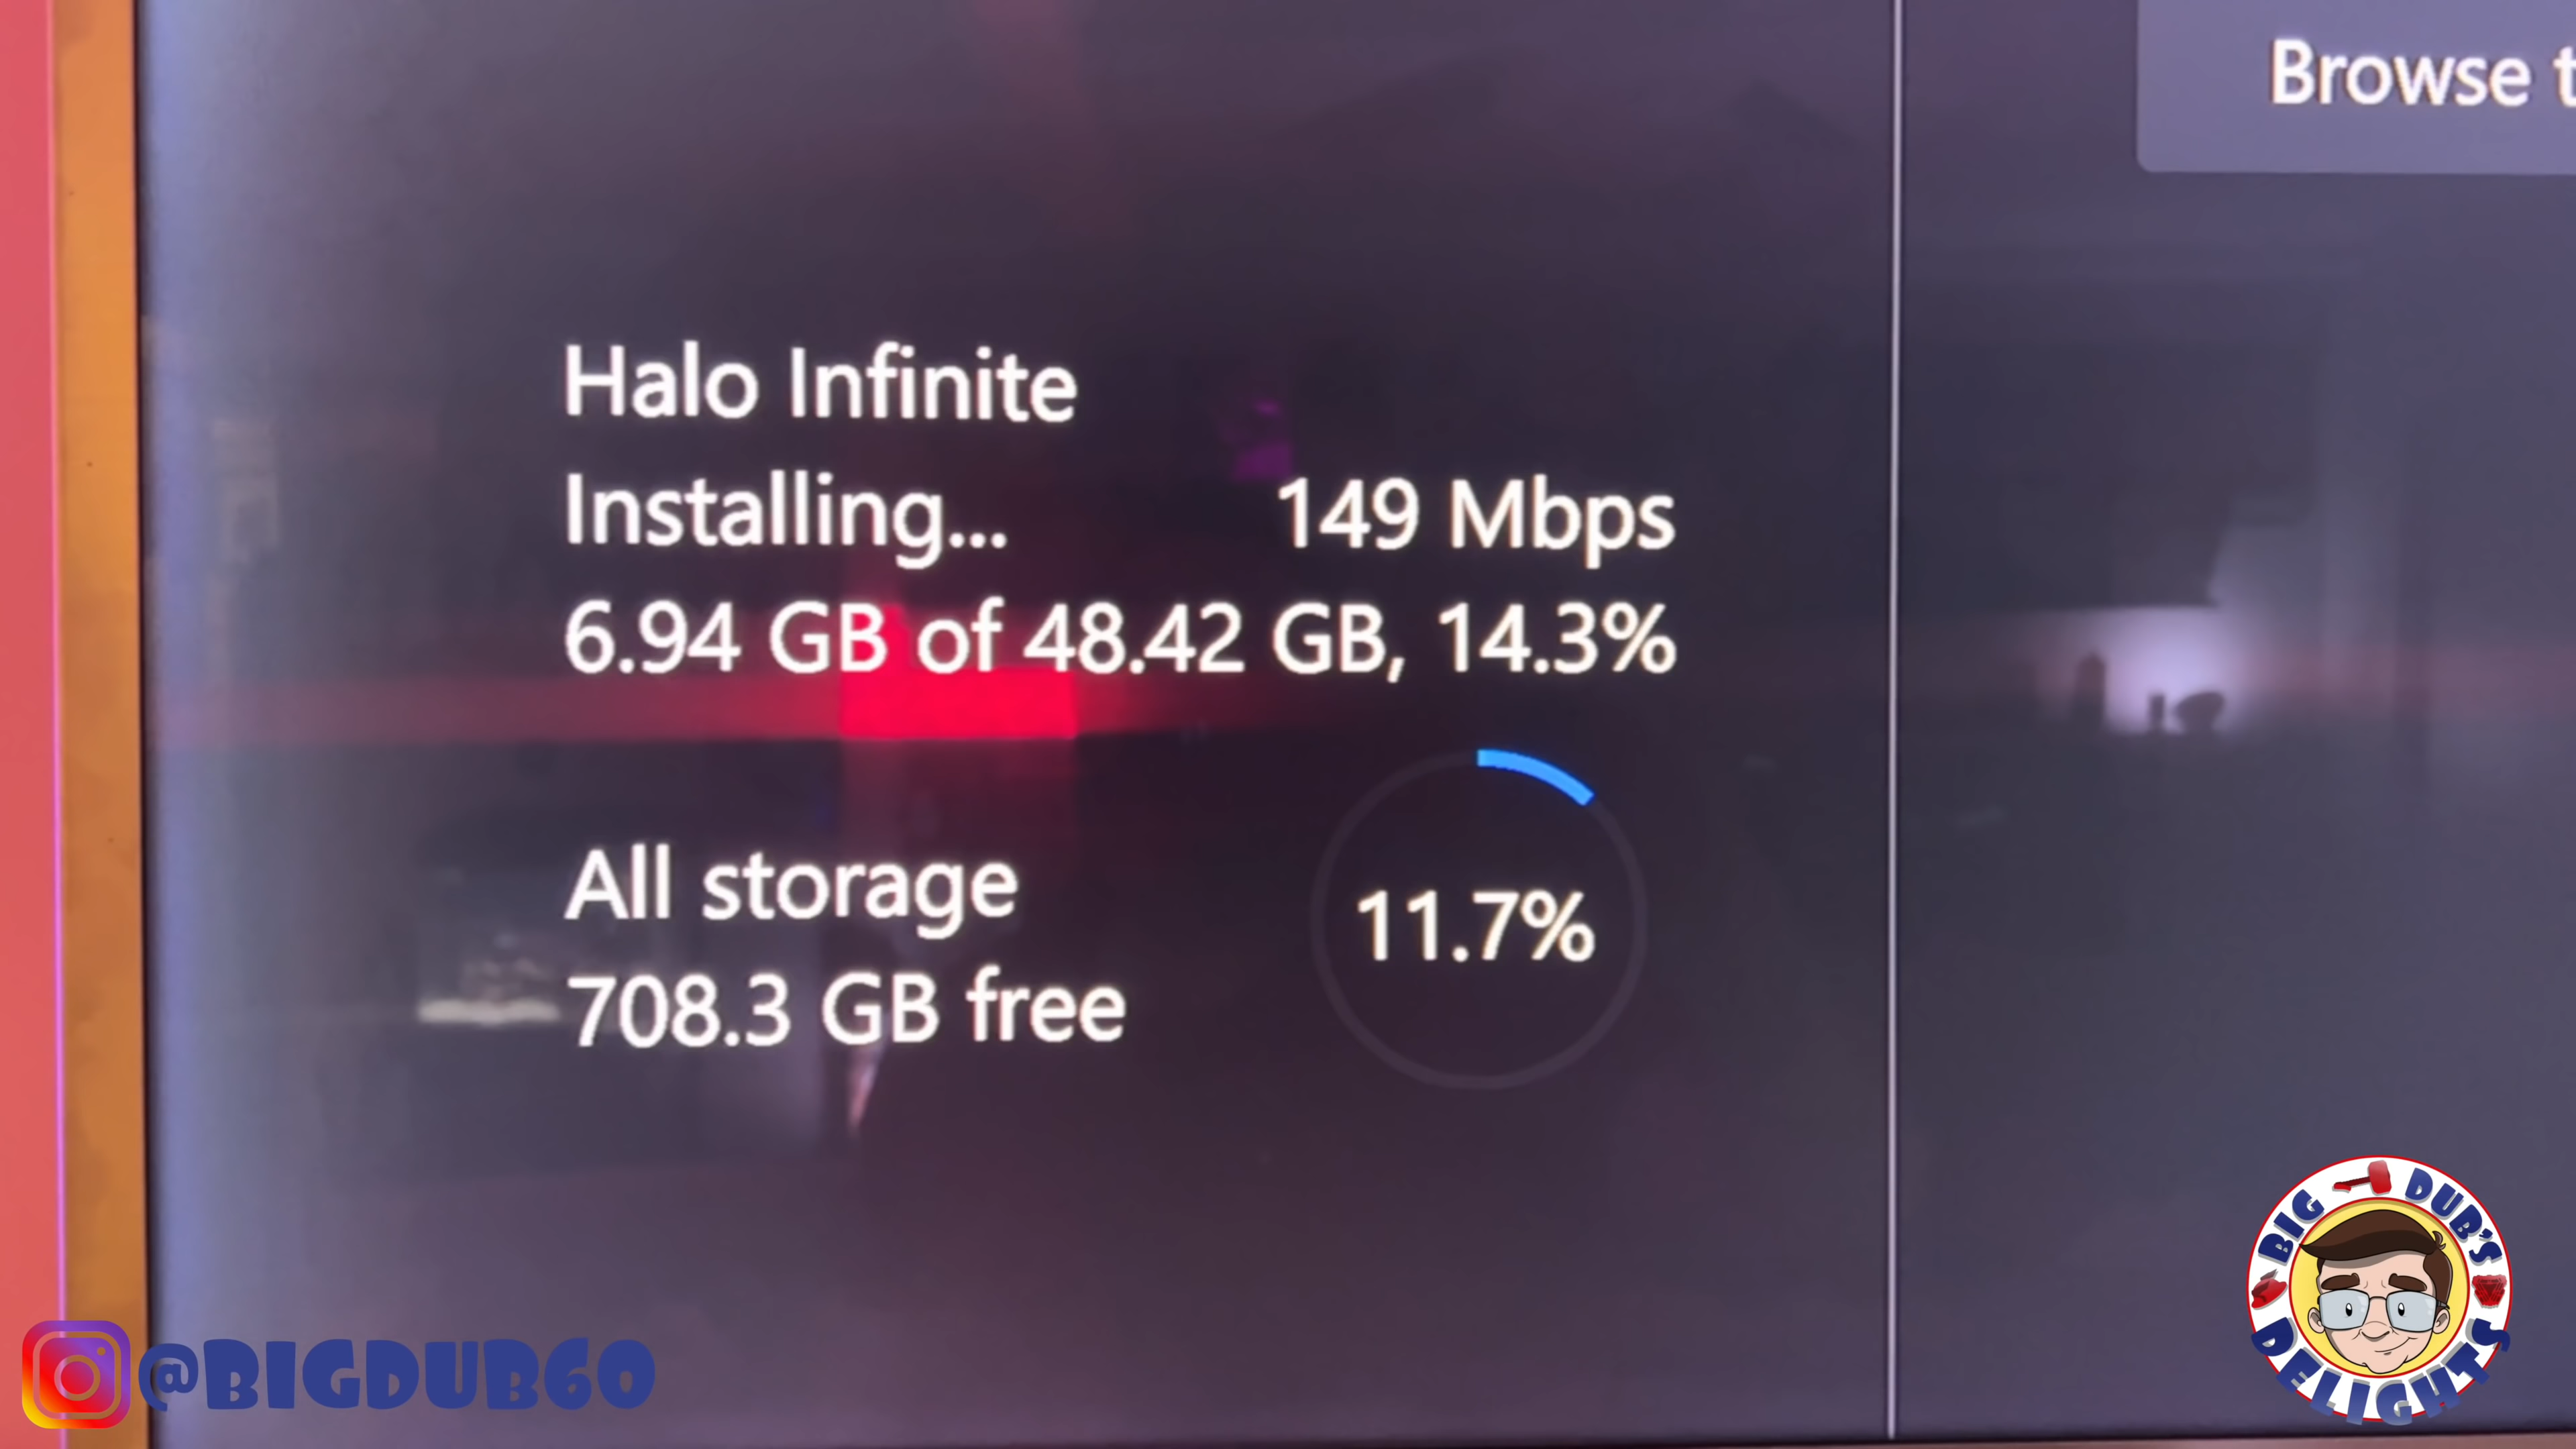 Browse t
Halo Infinite
Installing... 149 Mbps
6.94 GB of 48.42 GB, 14.3%
All storage
708.3 GB free
11.7%
@BIGDUB60
BIG DUB'S
DELIGHTS